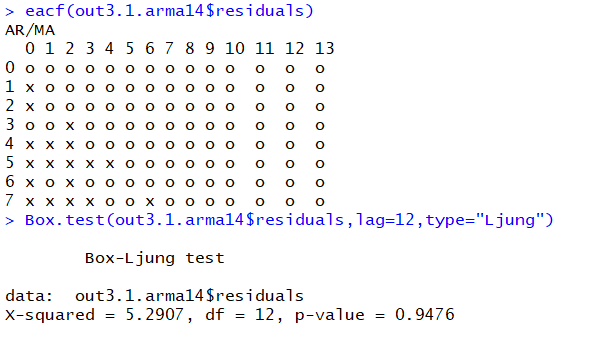 > eacf(out3.1.arma14$residuals)
AR/MA
  0 1 2 3 4 5 6 7 8 9 10 11 12 13
0 o o o o o o o o o o o  o  o  o
1 x o o o o o o o o o o  o  o  o
2 x o o o o o o o o o o  o  o  o
3 o o x o o o o o o o o  o  o  o
4 x x x o o o o o o o o  o  o  o
5 x x x x x o o o o o o  o  o  o
6 x o x o o o o o o o o  o  o  o
7 x x x x o o x o o o o  o  o  o
> Box.test(out3.1.arma14$residuals,lag=12,type="Ljung")
        Box-Ljung test
data:  out3.1.arma14$residuals
X-squared = 5.2907, df = 12, p-value = 0.9476